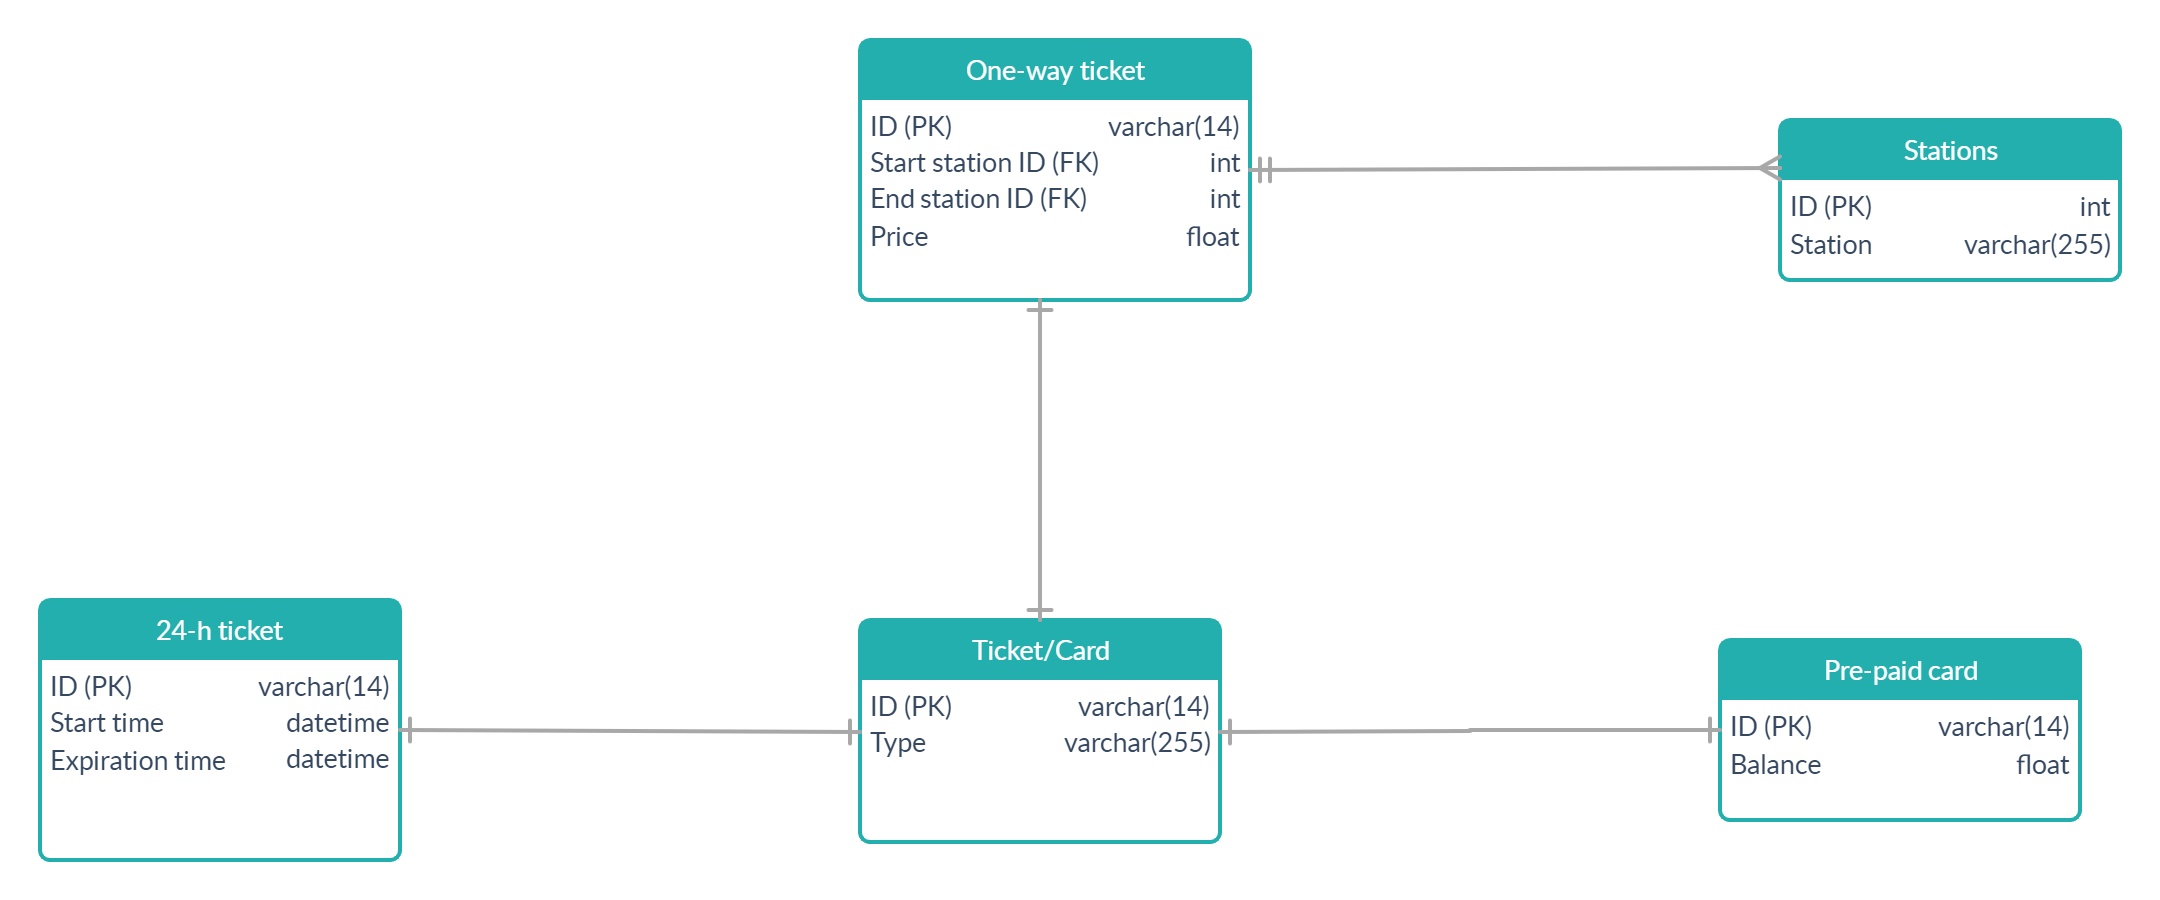 One-way ticket
ID (PK) varchar(14)
Start station ID (FK) int
End station ID (FK) int
Price float
Stations
ID (PK) int
Station varchar(255)
24-h ticket
ID (PK) varchar(14)
Start time datetime
Expiration time datetime
Ticket/Card
ID (PK) varchar(14)
Type varchar(255)
Pre-paid card
ID (PK) varchar(14)
Balance float